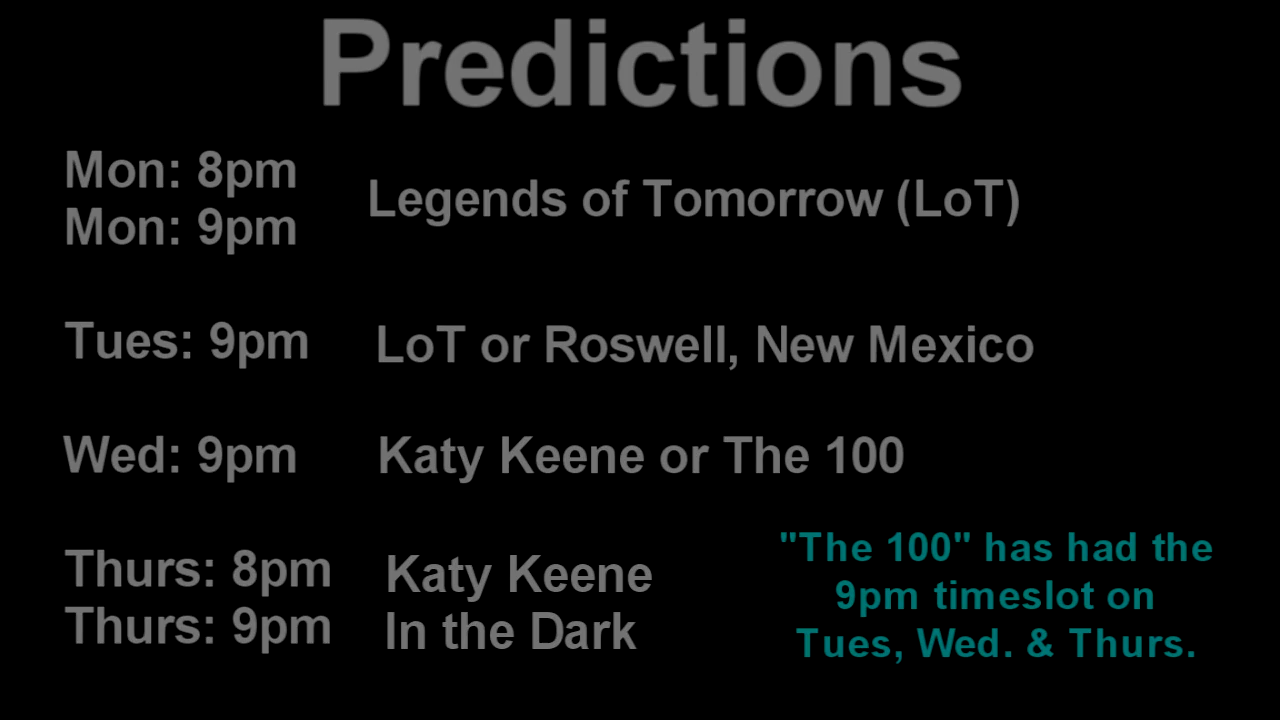 Predictions
Mon: 8pm
Mon: 9pm
Legends of Tomorrow (LoT)
Tues: 9pm
LoT or Roswell, New Mexico
Wed: 9pm
Katy Keene or The 100
Thurs: 8pm
Katy Keene
Thurs: 9pm
In the Dark
"The 100" has had the
9pm timeslot on
Tues, Wed. & Thurs.